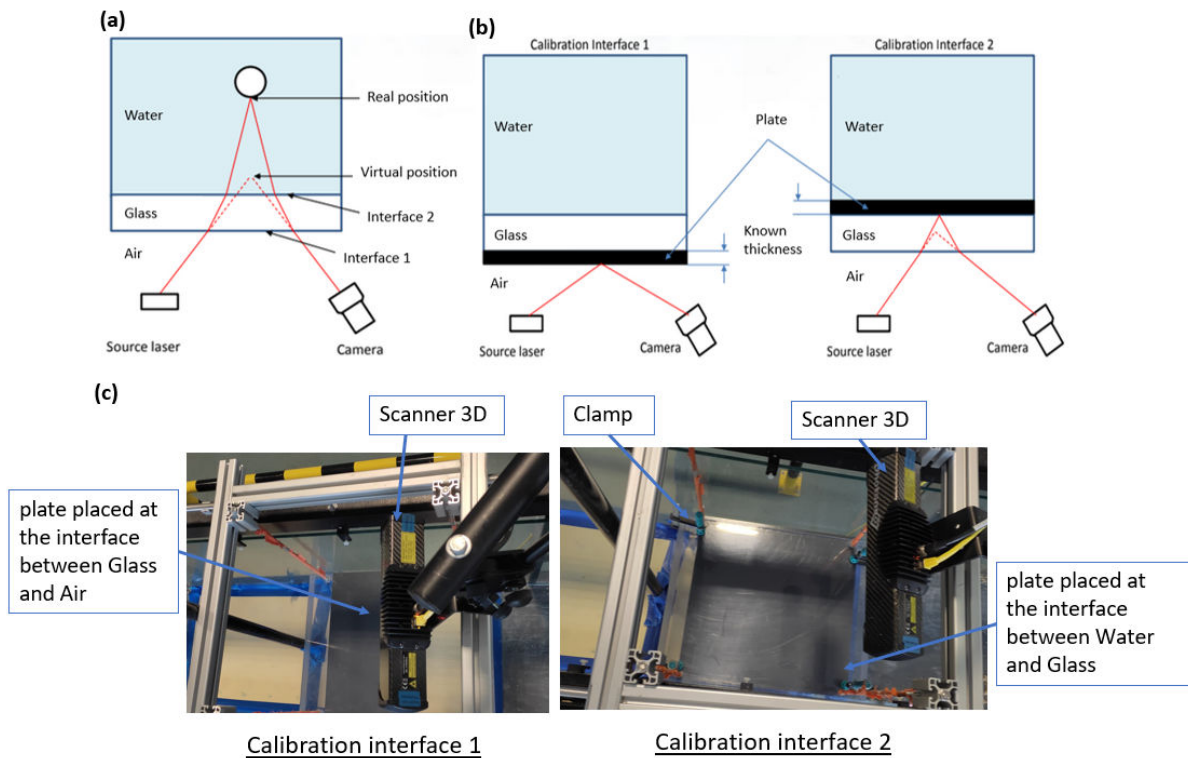 (a)
Water
Real position
Virtual position
Interface 2
Glass
Air
Interface 1
Source laser
Camera
(b)
Calibration Interface 1
Calibration Interface 2
Water
Plate
Water
Glass
Known
thickness
Glass
Air
Air
Source laser
Camera
Source laser
Camera
(c)
Scanner 3D
Clamp
Scanner 3D
plate placed at
the interface
between Glass
and Air
plate placed at
the interface
between Water
and Glass
Calibration interface 1
Calibration interface 2